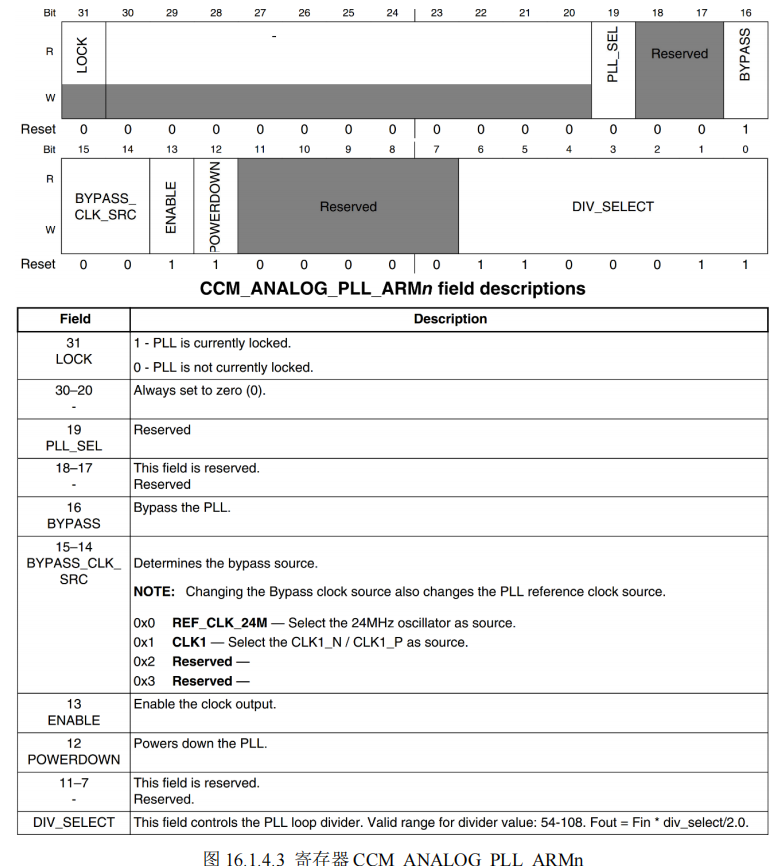 Bit 31 30 29 28 27 26 25 24 23 22 21 20 19 18 17 16
R LOCK - PLL_SEL Reserved BYPASS
W
Reset 0 0 0 0 0 0 0 0 0 0 0 0 0 0 0 1
Bit 15 14 13 12 11 10 9 8 7 6 5 4 3 2 1 0
R
BYPASS_
CLK_SRC
ENABLE
POWERDOWN
Reserved
DIV_SELECT
W
Reset 0 0 1 1 0 0 0 0 0 1 1 0 0 0 1 1
CCM_ANALOG_PLL_ARMn field descriptions
Field Description
31
LOCK
1 - PLL is currently locked.
0 - PLL is not currently locked.
30–20
-
Always set to zero (0).
19
PLL_SEL
Reserved
18–17
-
This field is reserved.
Reserved
16
BYPASS
Bypass the PLL.
15–14
BYPASS_CLK_
SRC
Determines the bypass source.
NOTE: Changing the Bypass clock source also changes the PLL reference clock source.
0x0 REF_CLK_24M — Select the 24MHz oscillator as source.
0x1 CLK1 — Select the CLK1_N / CLK1_P as source.
0x2 Reserved —
0x3 Reserved —
13
ENABLE
Enable the clock output.
12
POWERDOWN
Powers down the PLL.
11–7
-
This field is reserved.
Reserved.
DIV_SELECT This field controls the PLL loop divider. Valid range for divider value: 54-108. Fout = Fin * div_select/2.0.
图 16.1.4.3 寄存器 CCM_ANALOG_PLL_ARMn